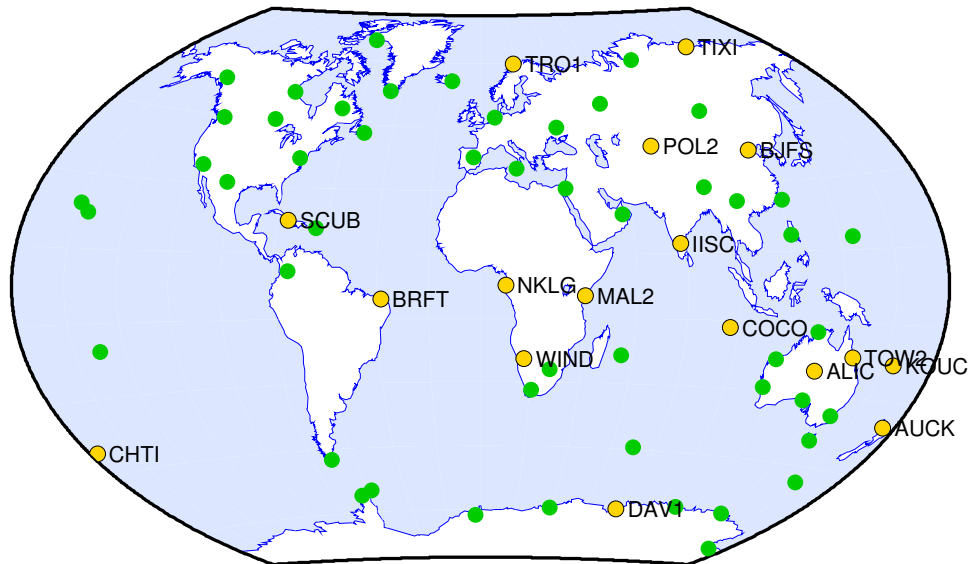 TIXI
TRO1
POL2
BJFS
SCUB
IISC
NKLG
MAL2
BRFT
COCO
WIND
TOW2
KOUC
ALIC
AUCK
CHTI
DAV1